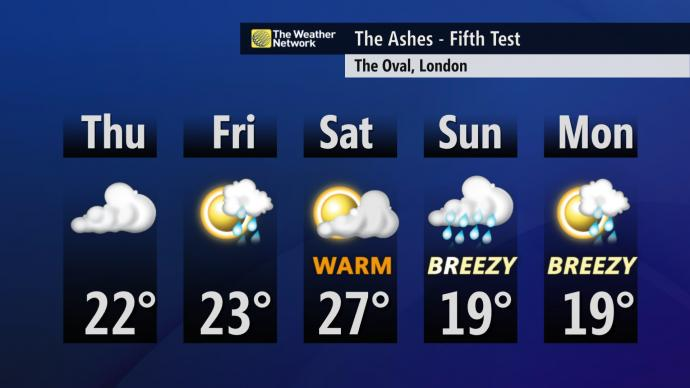 The Weather
Network
The Ashes - Fifth Test
The Oval, London
Thu Fri Sat Sun Mon
WARM BREEZY BREEZY
22° 23° 27° 19° 19°